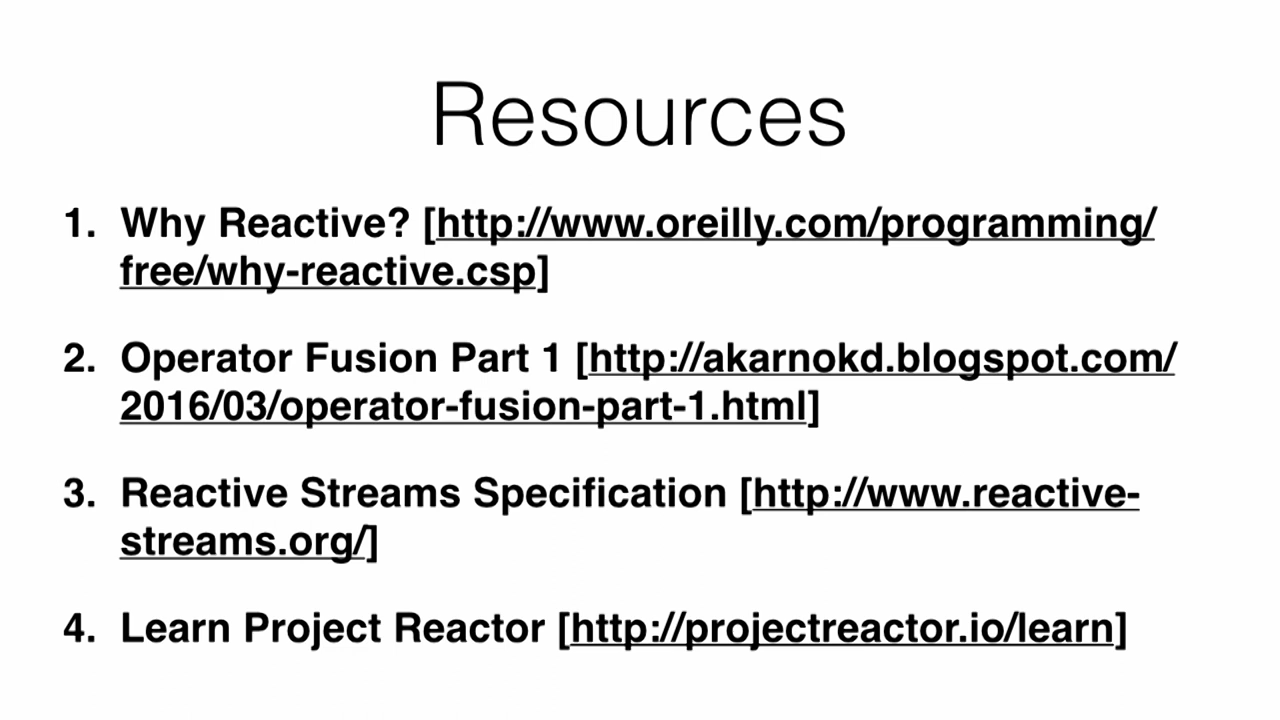 Resources
1. Why Reactive? [http://www.oreilly.com/programming/
free/why-reactive.csp]
2. Operator Fusion Part 1 [http://akarnokd.blogspot.com/
2016/03/operator-fusion-part-1.html]
3. Reactive Streams Specification [http://www.reactive-
streams.org/]
4. Learn Project Reactor [http://projectreactor.io/learn]